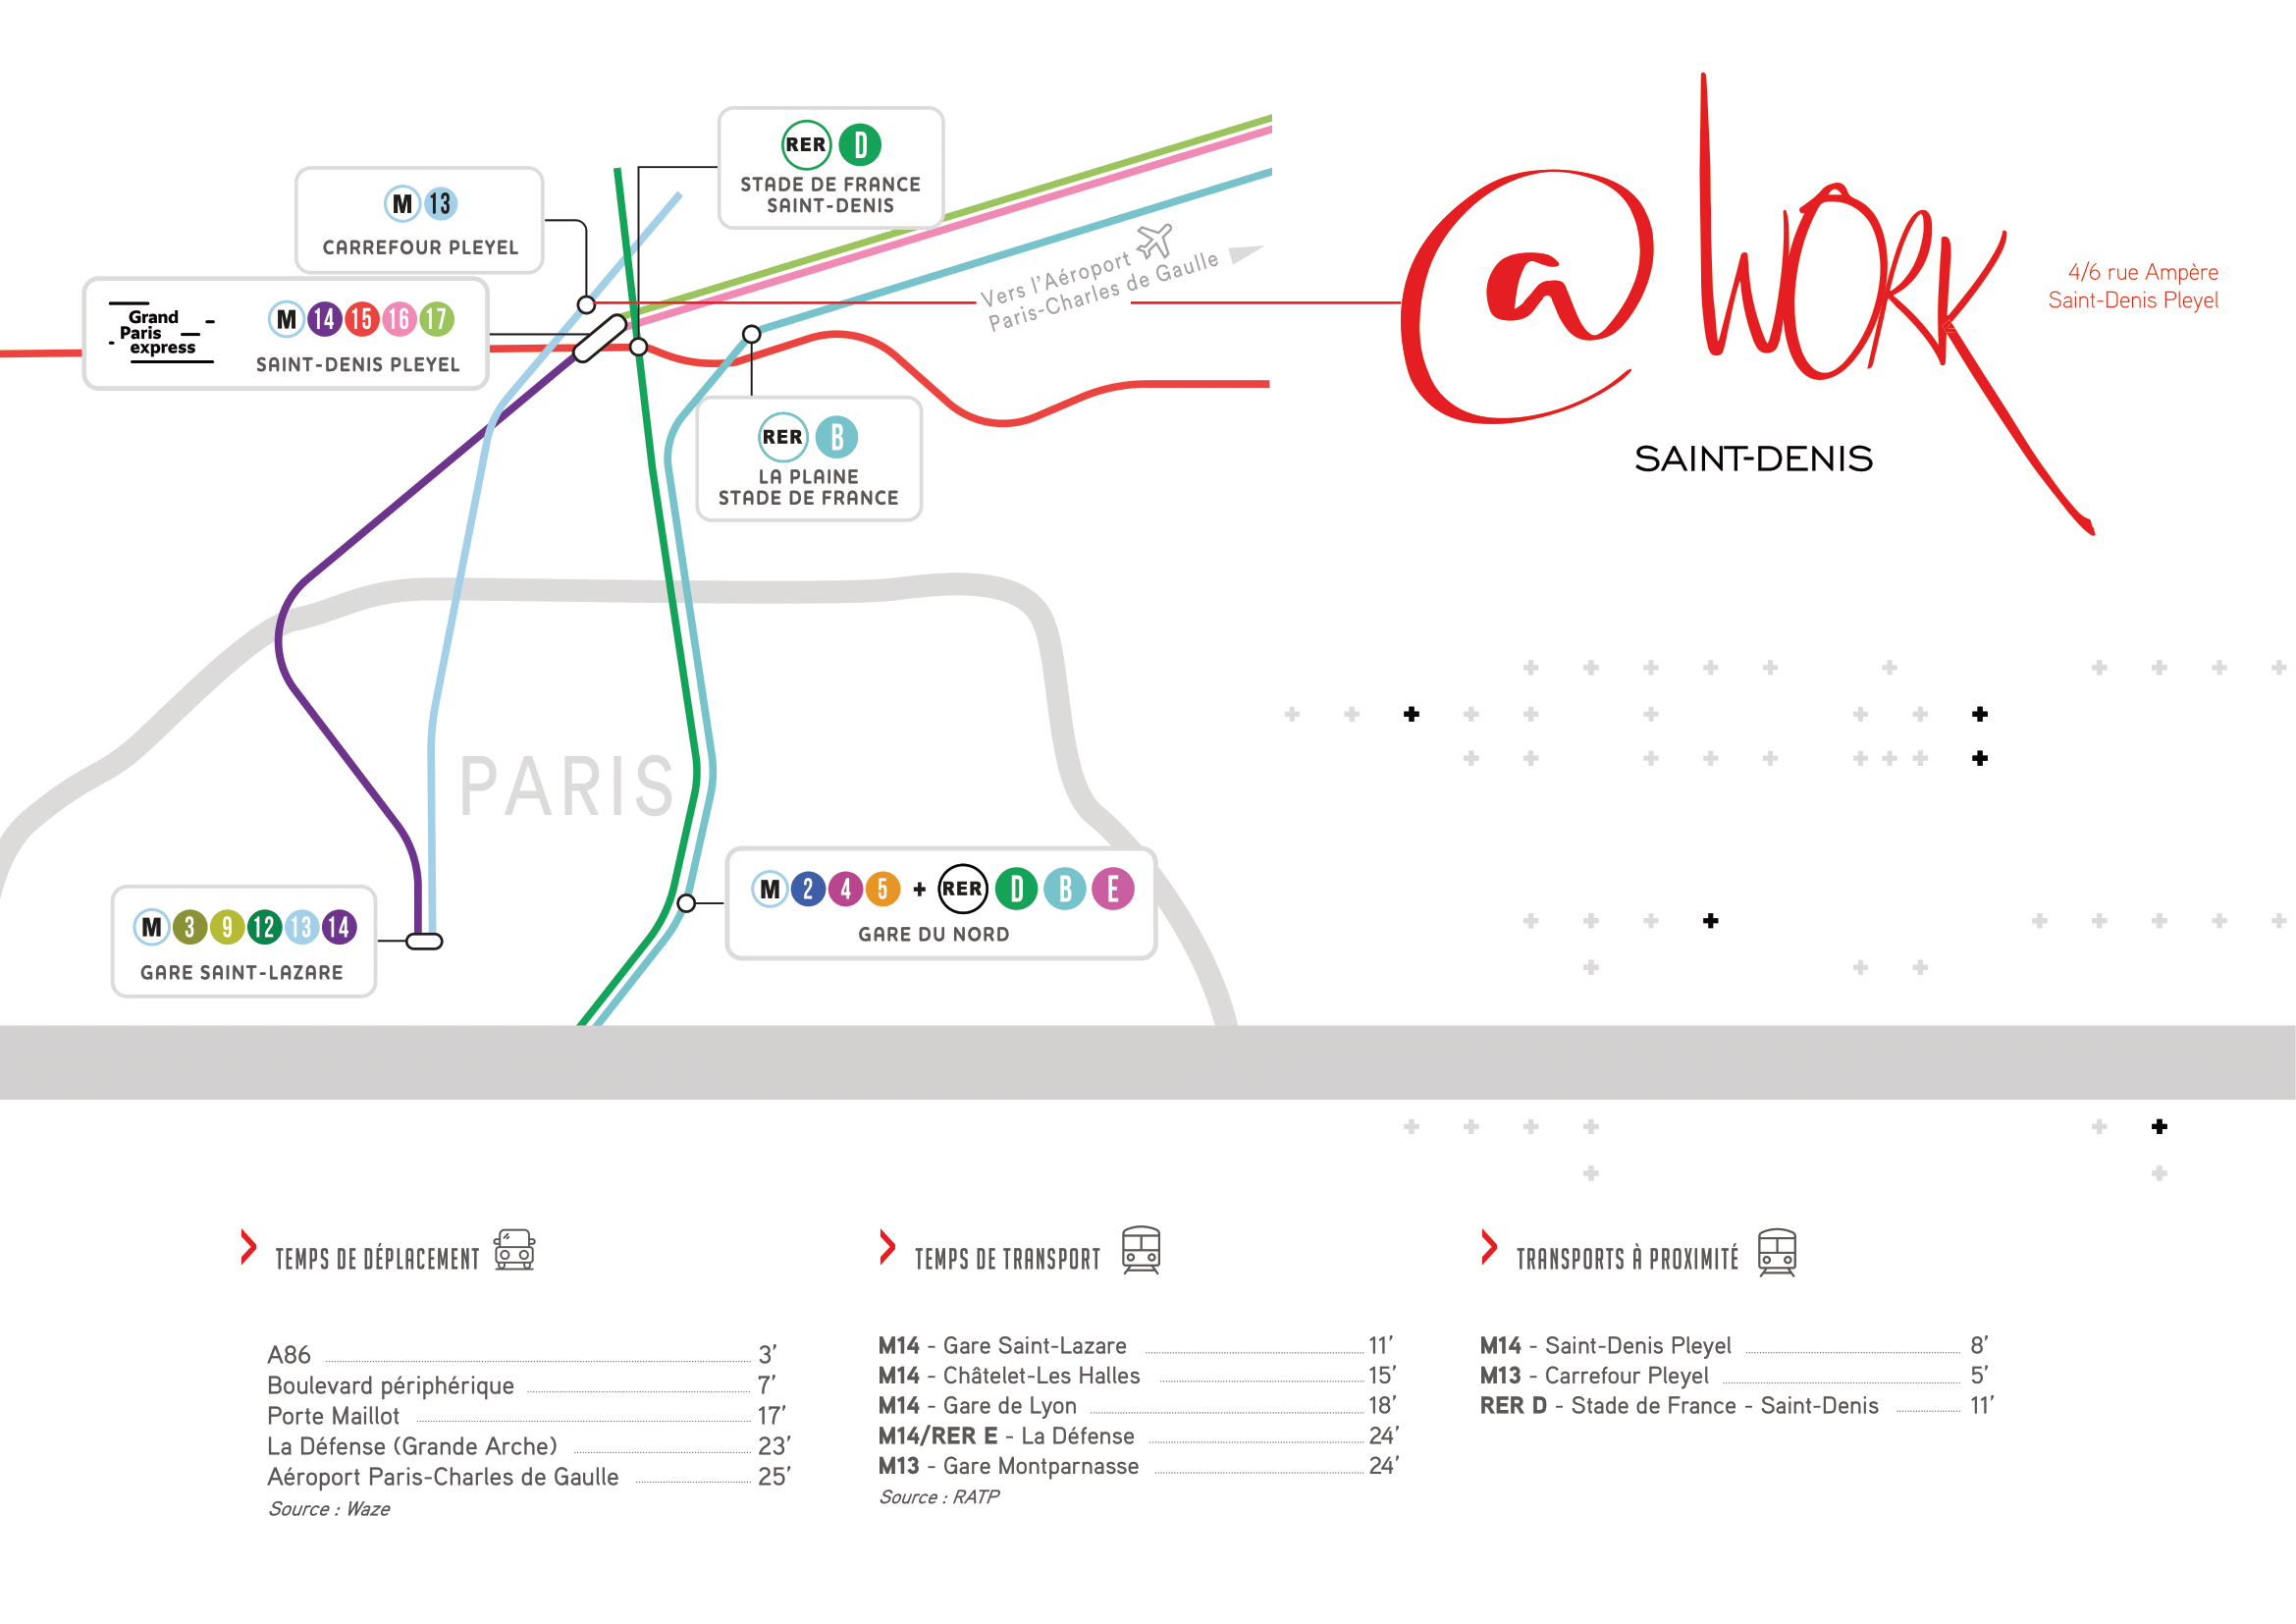 RER D
STADE DE FRANCE
SAINT-DENIS
M 13
CARREFOUR PLEYEL
Grand
Paris
express
M 14 15 16 17
SAINT-DENIS PLEYEL
Vers l'Aéroport
Paris-Charles de Gaulle
RER B
LA PLAINE
STADE DE FRANCE
@WORK
SAINT-DENIS
4/6 rue Ampère
Saint-Denis Pleyel
PARIS
M 2 4 5 + RER D B E
GARE DU NORD
M 3 9 12 13 14
GARE SAINT-LAZARE
TEMPS DE DÉPLACEMENT
A86 3'
Boulevard périphérique 7'
Porte Maillot 17'
La Défense (Grande Arche) 23'
Aéroport Paris-Charles de Gaulle 25'
Source : Waze
TEMPS DE TRANSPORT
M14 - Gare Saint-Lazare 11'
M14 - Châtelet-Les Halles 15'
M14 - Gare de Lyon 18'
M14/RER E - La Défense 24'
M13 - Gare Montparnasse 24'
Source : RATP
TRANSPORTS À PROXIMITÉ
M14 - Saint-Denis Pleyel 8'
M13 - Carrefour Pleyel 5'
RER D - Stade de France - Saint-Denis 11'